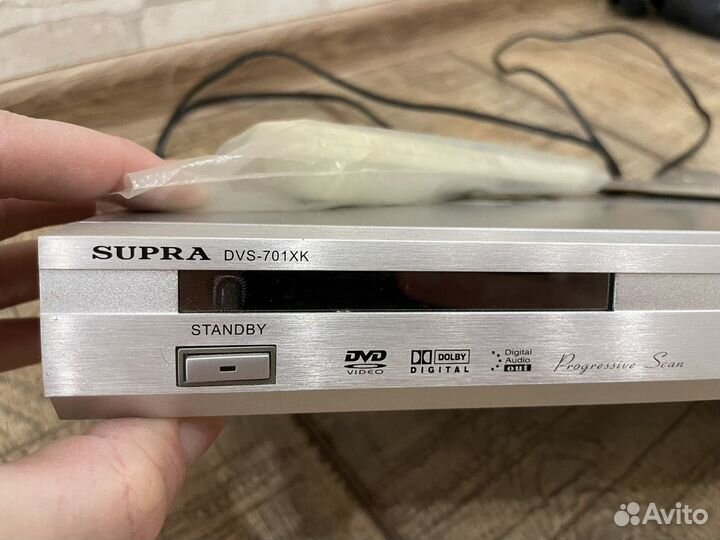 SUPRA DVS-701XK
STANDBY
DVD
VIDEO
DOLBY
DIGITAL
Digital
Audio
out
Progressive Scan
Avito